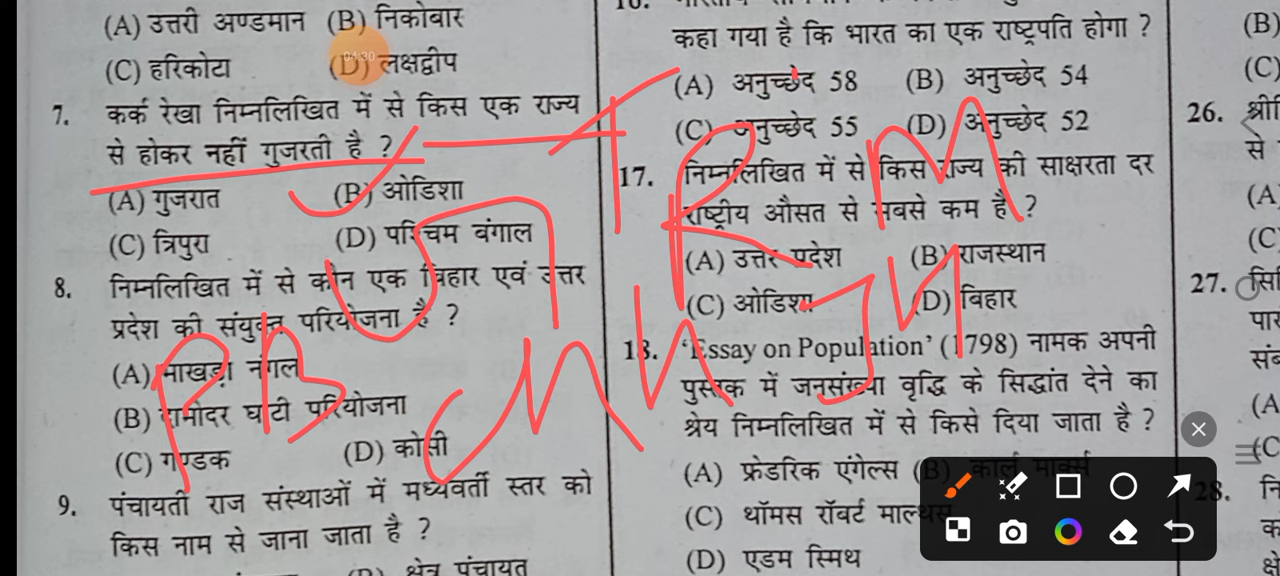 (A) उत्तरी अण्डमान (B) निकोबार
(C) हरिकोटा (D) लक्षद्वीप
04:30
7. कर्क रेखा निम्नलिखित में से किस एक राज्य
से होकर नहीं गुजरती है ?
(A) गुजरात (B) ओडिशा
(C) त्रिपुरा (D) पश्चिम बंगाल
8. निम्नलिखित में से कौन एक बिहार एवं उत्तर
प्रदेश की संयुक्त परियोजना है ?
(A) भाखड़ा नंगल
(B) दामोदर घाटी परियोजना
(C) गण्डक (D) कोसी
9. पंचायती राज संस्थाओं में मध्यवर्ती स्तर को
किस नाम से जाना जाता है ?
(B) क्षेत्र पंचायत
कहा गया है कि भारत का एक राष्ट्रपति होगा ?
(A) अनुच्छेद 58 (B) अनुच्छेद 54
(C) अनुच्छेद 55 (D) अनुच्छेद 52
17. निम्नलिखित में से किस राज्य की साक्षरता दर
राष्ट्रीय औसत से सबसे कम है ?
(A) उत्तर प्रदेश (B) राजस्थान
(C) ओडिशा (D) बिहार
18. 'Essay on Population' (1798) नामक अपनी
पुस्तक में जनसंख्या वृद्धि के सिद्धांत देने का
श्रेय निम्नलिखित में से किसे दिया जाता है ?
(A) फ्रेडरिक एंगेल्स (B) कार्ल मार्क्स
(C) थॉमस रॉबर्ट माल्थस
(D) एडम स्मिथ
(B)
(C)
26.
से
(A)
(C)
27.
(A)
(C)
28.